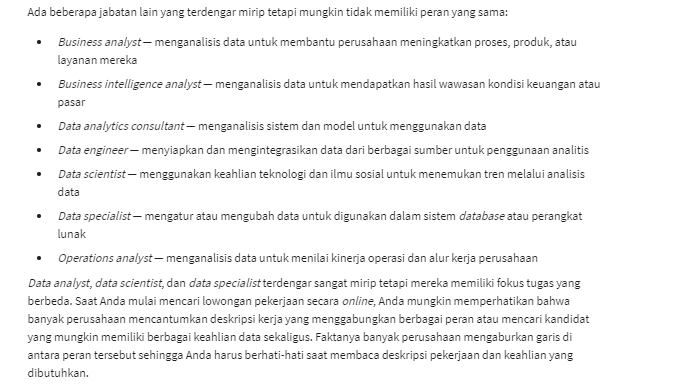 Ada beberapa jabatan lain yang terdengar mirip tetapi mungkin tidak memiliki peran yang sama:
• Business analyst — menganalisis data untuk membantu perusahaan meningkatkan proses, produk, atau
layanan mereka
• Business intelligence analyst — menganalisis data untuk mendapatkan hasil wawasan kondisi keuangan atau
pasar
• Data analytics consultant — menganalisis sistem dan model untuk menggunakan data
• Data engineer — menyiapkan dan mengintegrasikan data dari berbagai sumber untuk penggunaan analitis
• Data scientist — menggunakan keahlian teknologi dan ilmu sosial untuk menemukan tren melalui analisis
data
• Data specialist — mengatur atau mengubah data untuk digunakan dalam sistem database atau perangkat
lunak
• Operations analyst — menganalisis data untuk menilai kinerja operasi dan alur kerja perusahaan
Data analyst, data scientist, dan data specialist terdengar sangat mirip tetapi mereka memiliki fokus tugas yang
berbeda. Saat Anda mulai mencari lowongan pekerjaan secara online, Anda mungkin memperhatikan bahwa
banyak perusahaan mencantumkan deskripsi kerja yang menggabungkan berbagai peran atau mencari kandidat
yang mungkin memiliki berbagai keahlian data sekaligus. Faktanya banyak perusahaan mengaburkan garis di
antara peran tersebut sehingga Anda harus berhati-hati saat membaca deskripsi pekerjaan dan keahlian yang
dibutuhkan.